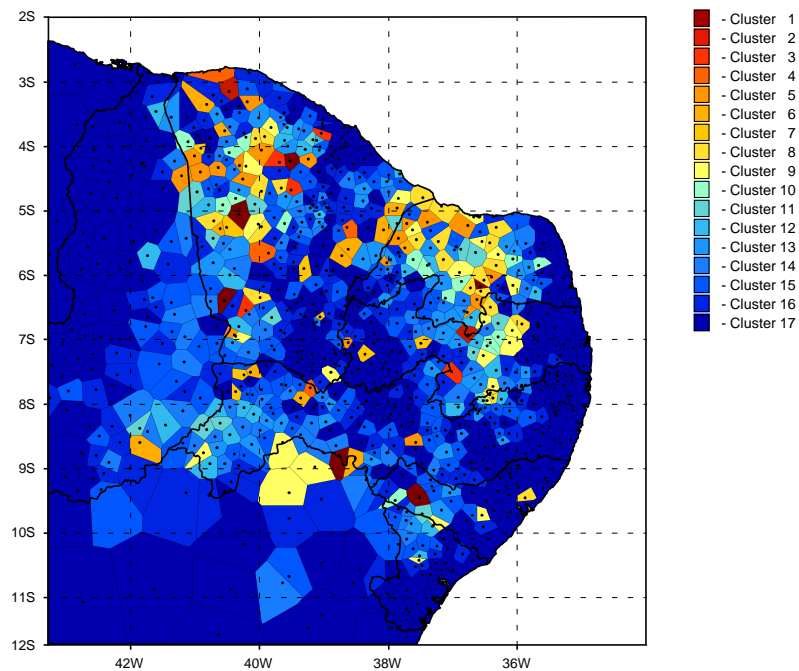 2S
3S
4S
5S
6S
7S
8S
9S
10S
11S
12S
42W 40W 38W 36W
- Cluster 1
- Cluster 2
- Cluster 3
- Cluster 4
- Cluster 5
- Cluster 6
- Cluster 7
- Cluster 8
- Cluster 9
- Cluster 10
- Cluster 11
- Cluster 12
- Cluster 13
- Cluster 14
- Cluster 15
- Cluster 16
- Cluster 17